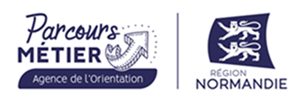 Parcours
MÉTIER
Agence de l'Orientation
RÉGION
NORMANDIE